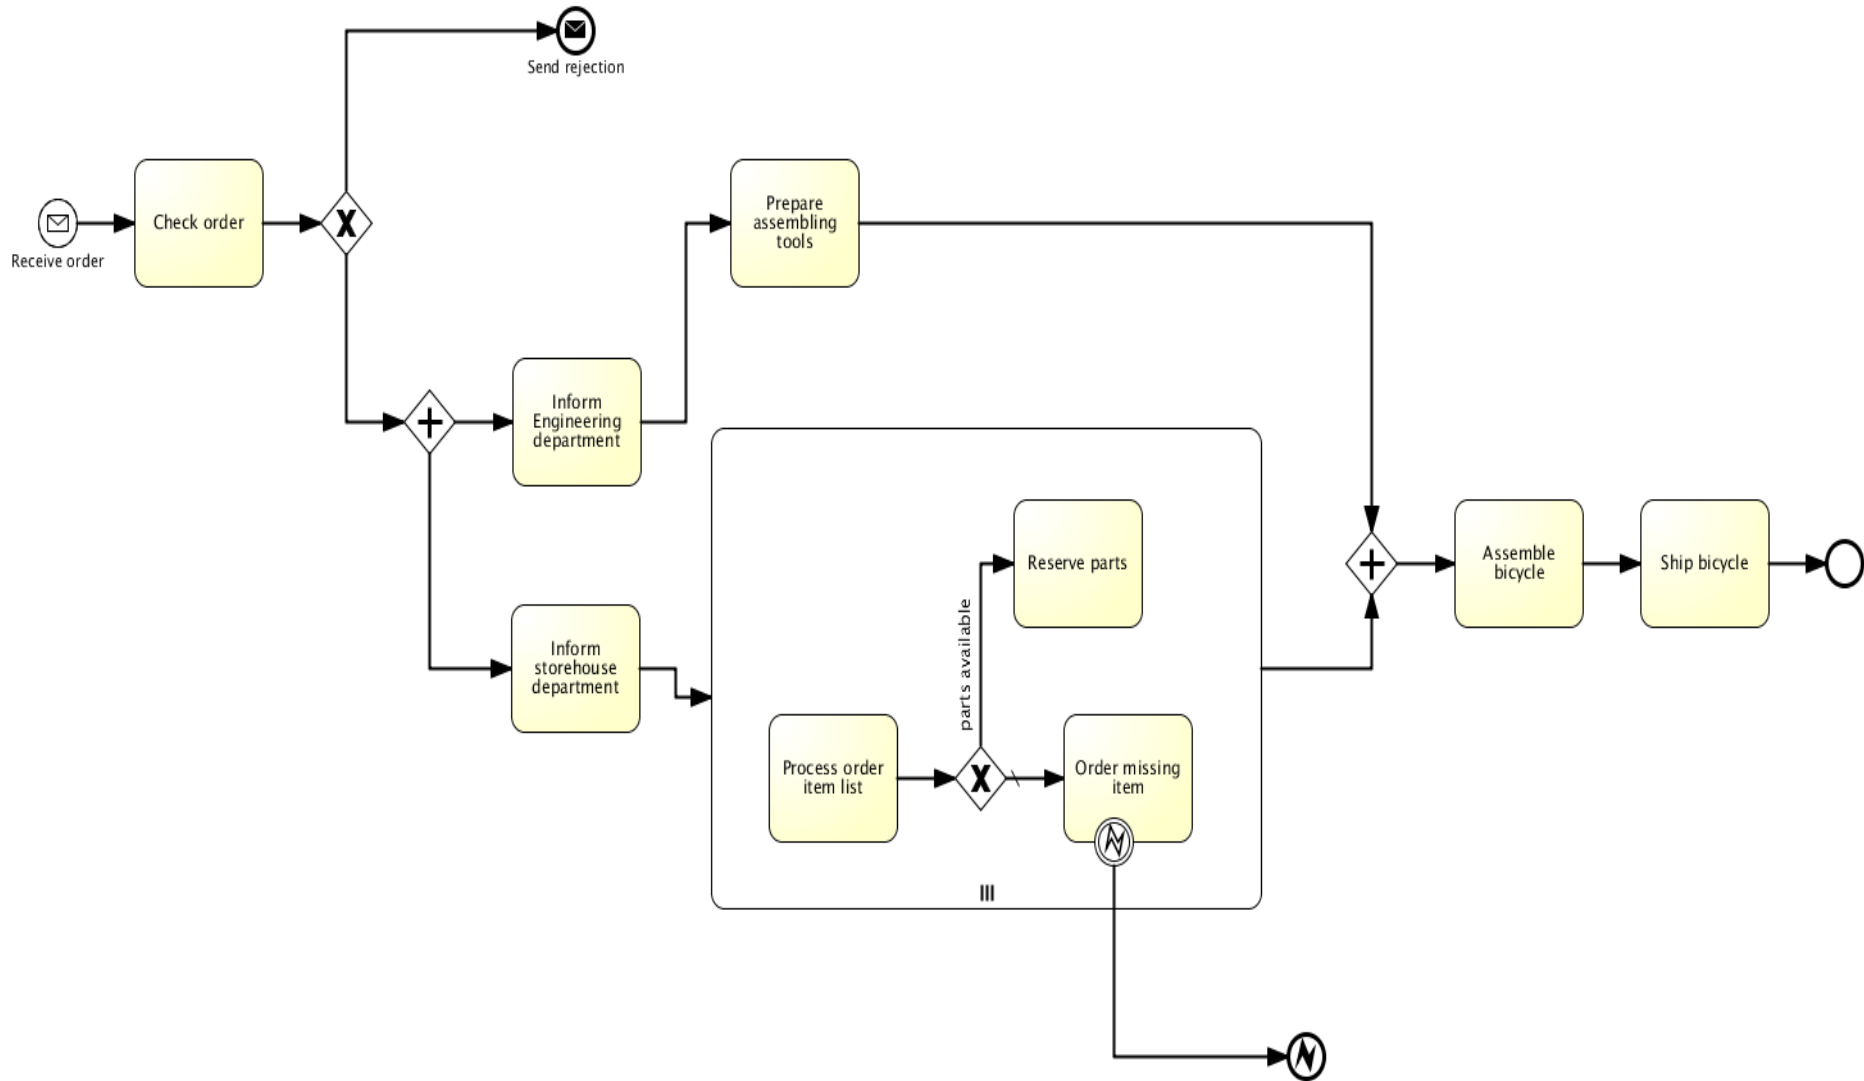 Send rejection
Receive order
Check order
Prepare
assembling
tools
Inform
Engineering
department
Inform
storehouse
department
Reserve parts
parts available
Process order
item list
Order missing
item
Assemble
bicycle
Ship bicycle